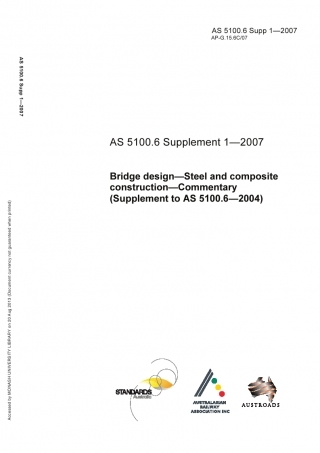 AS 5100.6 Supp 1—2007
AP-G 15.6C/07
AS 5100.6 Supp 1—2007
AS 5100.6 Supplement 1—2007
Bridge design—Steel and composite
construction—Commentary
(Supplement to AS 5100.6—2004)
Accessed by MONASH UNIVERSITY LIBRARY on 20 Aug 2010 (Document currency not guaranteed when printed)
STANDARDS
Australia
AUSTRALASIAN
RAILWAY
ASSOCIATION INC
AUSTROADS